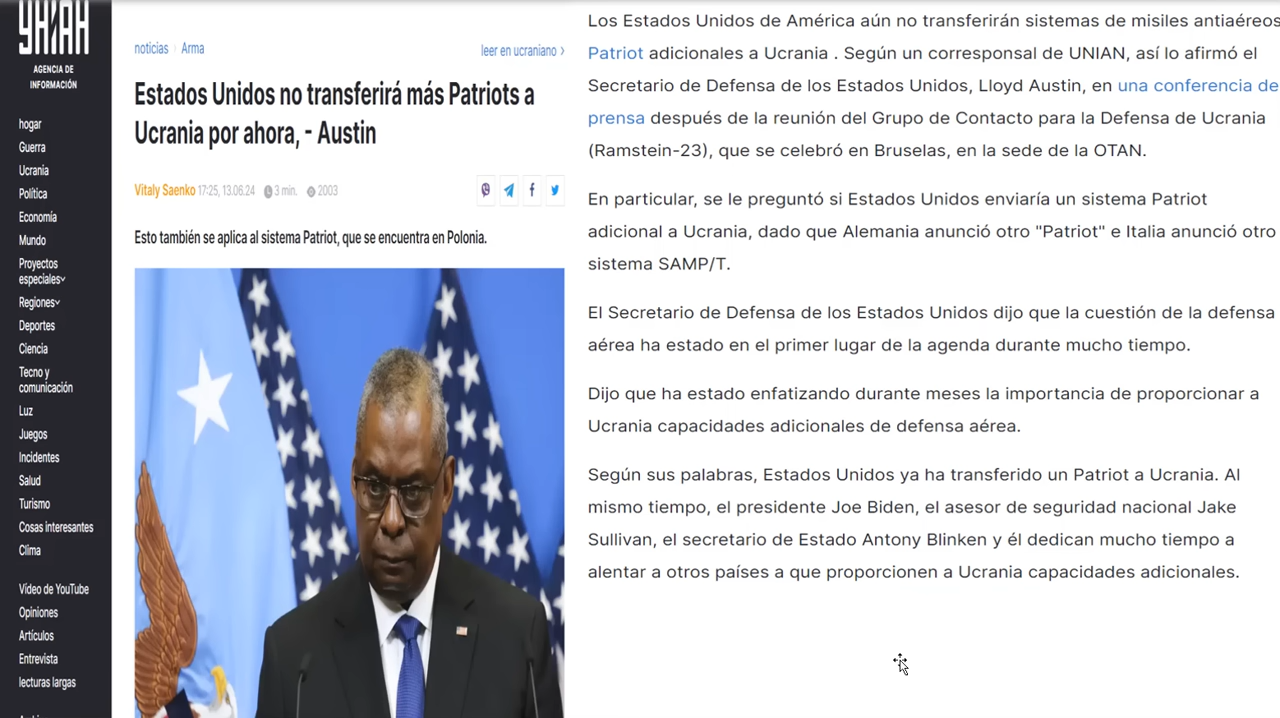 УНІАН
AGENCIA DE
INFORMACIÓN
hogar
Guerra
Ucrania
Política
Economía
Mundo
Proyectos
especiales
Regiones
Deportes
Ciencia
Tecno y
comunicación
Luz
Juegos
Incidentes
Salud
Turismo
Cosas interesantes
Clima
Vídeo de YouTube
Opiniones
Artículos
Entrevista
lecturas largas
noticias Arma
leer en ucraniano
Estados Unidos no transferirá más Patriots a
Ucrania por ahora, - Austin
Vitaly Saenko 17:25, 13.06.24 3 min. 2003
Esto también se aplica al sistema Patriot, que se encuentra en Polonia.
Los Estados Unidos de América aún no transferirán sistemas de misiles antiaéreos
Patriot adicionales a Ucrania . Según un corresponsal de UNIAN, así lo afirmó el
Secretario de Defensa de los Estados Unidos, Lloyd Austin, en una conferencia de
prensa después de la reunión del Grupo de Contacto para la Defensa de Ucrania
(Ramstein-23), que se celebró en Bruselas, en la sede de la OTAN.
En particular, se le preguntó si Estados Unidos enviaría un sistema Patriot
adicional a Ucrania, dado que Alemania anunció otro "Patriot" e Italia anunció otro
sistema SAMP/T.
El Secretario de Defensa de los Estados Unidos dijo que la cuestión de la defensa
aérea ha estado en el primer lugar de la agenda durante mucho tiempo.
Dijo que ha estado enfatizando durante meses la importancia de proporcionar a
Ucrania capacidades adicionales de defensa aérea.
Según sus palabras, Estados Unidos ya ha transferido un Patriot a Ucrania. Al
mismo tiempo, el presidente Joe Biden, el asesor de seguridad nacional Jake
Sullivan, el secretario de Estado Antony Blinken y él dedican mucho tiempo a
alentar a otros países a que proporcionen a Ucrania capacidades adicionales.